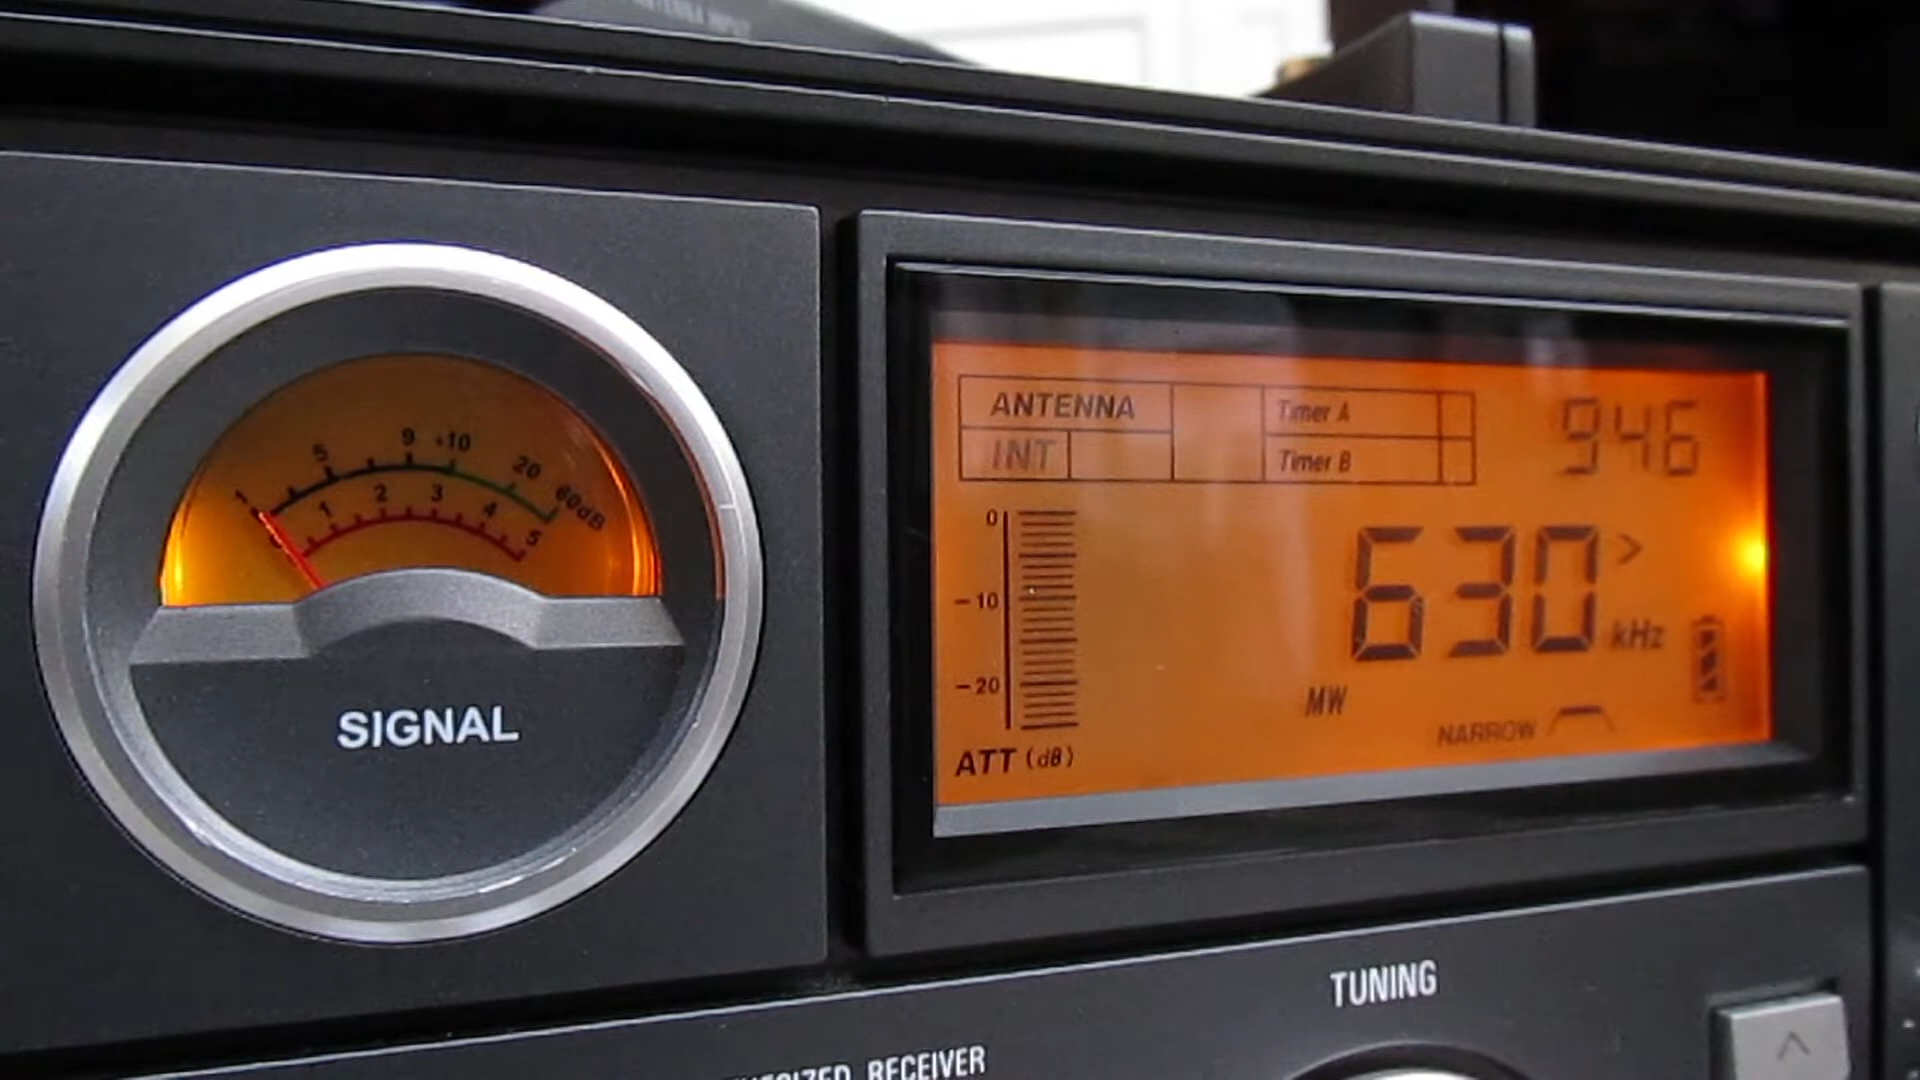 5 9 +10 20 60dB
1
1 2 3 4 5
SIGNAL
ANTENNA
INT
Timer A
Timer B
946
0
-10
-20
ATT (dB)
630 >
kHz
MW
NARROW
TUNING
RECEIVER
^